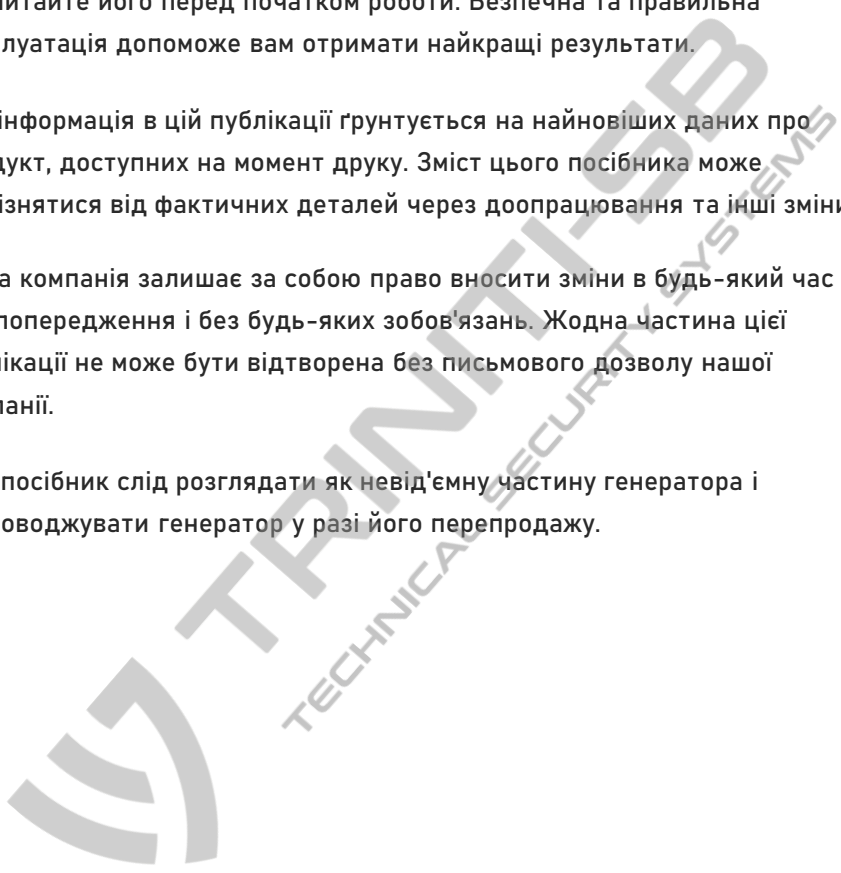 читайте його перед початком роботи. Безпечна та правильна
луатація допоможе вам отримати найкращі результати.
інформація в цій публікації ґрунтується на найновіших даних про
дукт, доступних на момент друку. Зміст цього посібника може
ізнятися від фактичних деталей через доопрацювання та інші зміни
а компанія залишає за собою право вносити зміни в будь-який час
попередження і без будь-яких зобов'язань. Жодна частина цієї
лікації не може бути відтворена без письмового дозволу нашої
панії.
посібник слід розглядати як невід'ємну частину генератора і
оводжувати генератор у разі його перепродажу.
TRINITI-SB
TECHNICAL SECURITY SYSTEMS